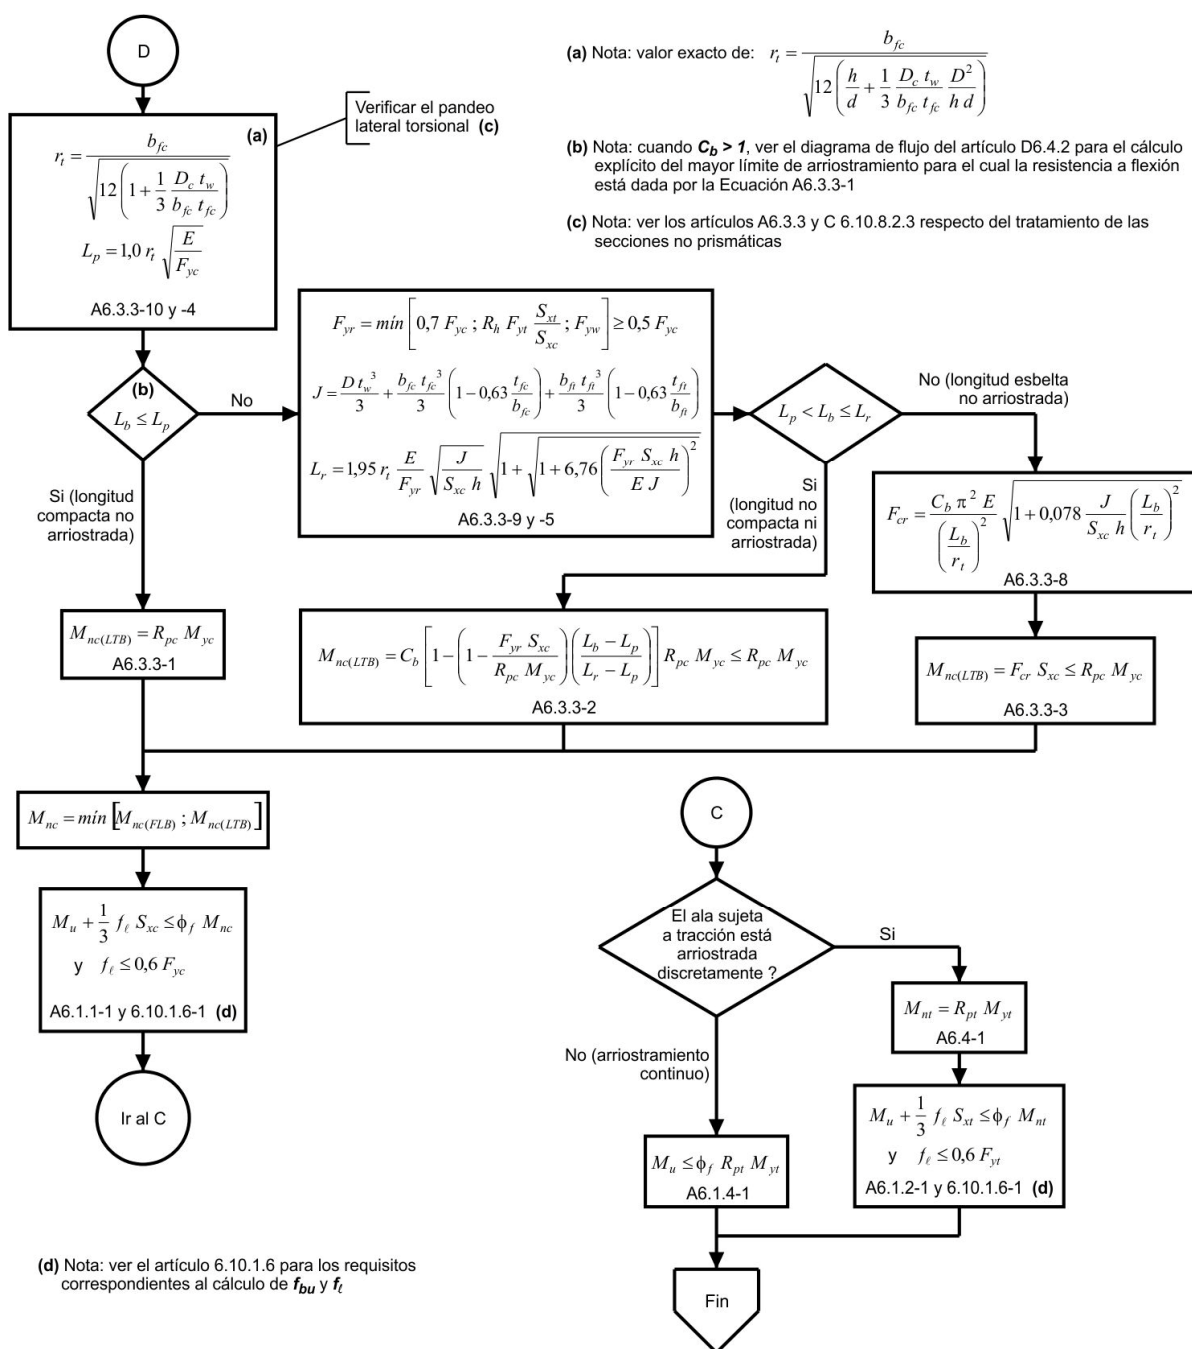 D
(a) Nota: valor exacto de: r_t = b_fc / √(12 (h/d + 1/3 D_c t_w / b_fc t_fc D² / h d))
(b) Nota: cuando C_b > 1, ver el diagrama de flujo del artículo D6.4.2 para el cálculo
explícito del mayor límite de arriostramiento para el cual la resistencia a flexión
está dada por la Ecuación A6.3.3-1
(c) Nota: ver los artículos A6.3.3 y C 6.10.8.2.3 respecto del tratamiento de las
secciones no prismáticas
Verificar el pandeo
lateral torsional (c)
(a)
r_t = b_fc / √(12 (1 + 1/3 D_c t_w / b_fc t_fc))
L_p = 1,0 r_t √(E / F_yc)
A6.3.3-10 y -4
(b)
L_b ≤ L_p
No
F_yr = mín [0,7 F_yc ; R_h F_yt S_xt / S_xc ; F_yw] ≥ 0,5 F_yc
J = D t_w³ / 3 + b_fc t_fc³ / 3 (1 − 0,63 t_fc / b_fc) + b_ft t_ft³ / 3 (1 − 0,63 t_ft / b_ft)
L_r = 1,95 r_t E / F_yr √(J / S_xc h) √(1 + √(1 + 6,76 (F_yr S_xc h / E J)²))
A6.3.3-9 y -5
L_p < L_b ≤ L_r
No (longitud esbelta
no arriostrada)
F_cr = C_b π² E / (L_b / r_t)² √(1 + 0,078 J / S_xc h (L_b / r_t)²)
A6.3.3-8
Si (longitud
compacta no
arriostrada)
Si
(longitud no
compacta ni
arriostrada)
M_nc(LTB) = R_pc M_yc
A6.3.3-1
M_nc(LTB) = C_b [1 − (1 − F_yr S_xc / R_pc M_yc) (L_b − L_p / L_r − L_p)] R_pc M_yc ≤ R_pc M_yc
A6.3.3-2
M_nc(LTB) = F_cr S_xc ≤ R_pc M_yc
A6.3.3-3
M_nc = mín [M_nc(FLB) ; M_nc(LTB)]
M_u + 1/3 f_ℓ S_xc ≤ ϕ_f M_nc
y f_ℓ ≤ 0,6 F_yc
A6.1.1-1 y 6.10.1.6-1 (d)
Ir al C
C
El ala sujeta
a tracción está
arriostrada
discretamente ?
Si
M_nt = R_pt M_yt
A6.4-1
No (arriostramiento
continuo)
M_u + 1/3 f_ℓ S_xt ≤ ϕ_f M_nt
y f_ℓ ≤ 0,6 F_yt
A6.1.2-1 y 6.10.1.6-1 (d)
M_u ≤ ϕ_f R_pt M_yt
A6.1.4-1
Fin
(d) Nota: ver el artículo 6.10.1.6 para los requisitos
correspondientes al cálculo de f_bu y f_ℓ